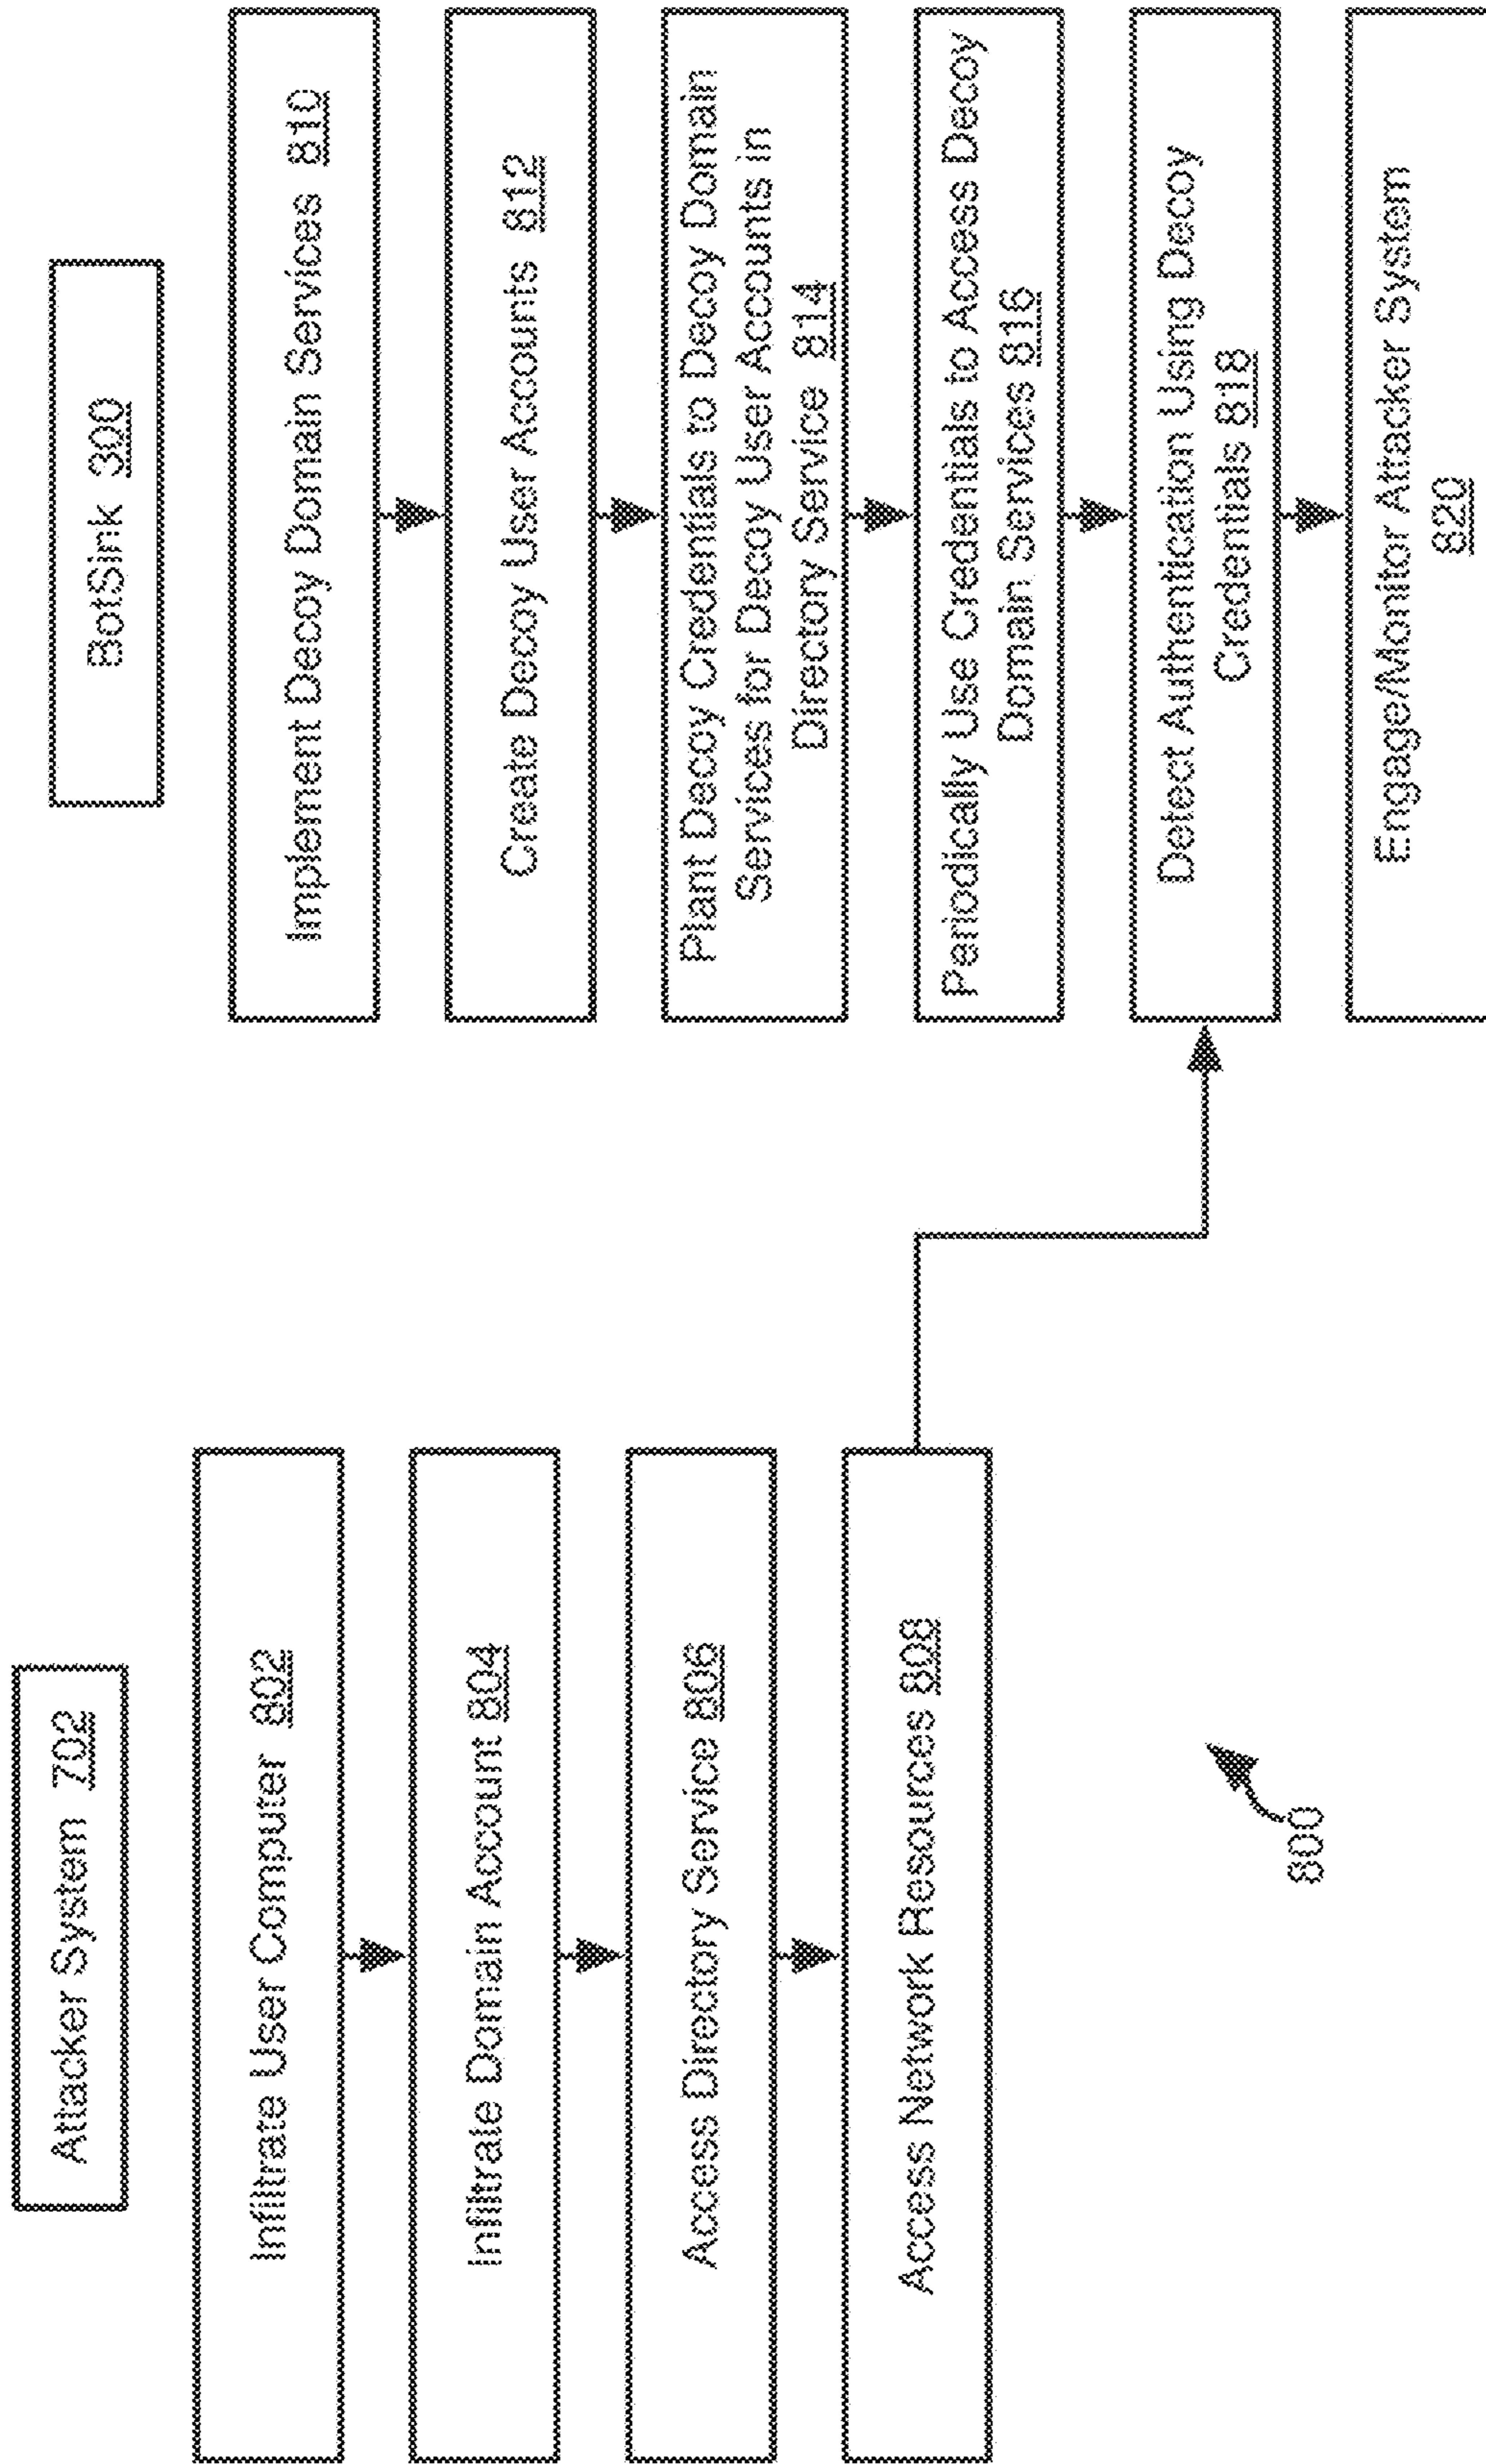 Attacker System 702
Infiltrate User Computer 802
Infiltrate Domain Account 804
Access Directory Service 806
Access Network Resources 808
800
BotSink 300
Implement Decoy Domain Services 810
Create Decoy User Accounts 812
Plant Decoy Credentials to Decoy Domain
Services for Decoy User Accounts in
Directory Service 814
Periodically Use Credentials to Access Decoy
Domain Services 816
Detect Authentication Using Decoy
Credentials 818
Engage/Monitor Attacker System
820